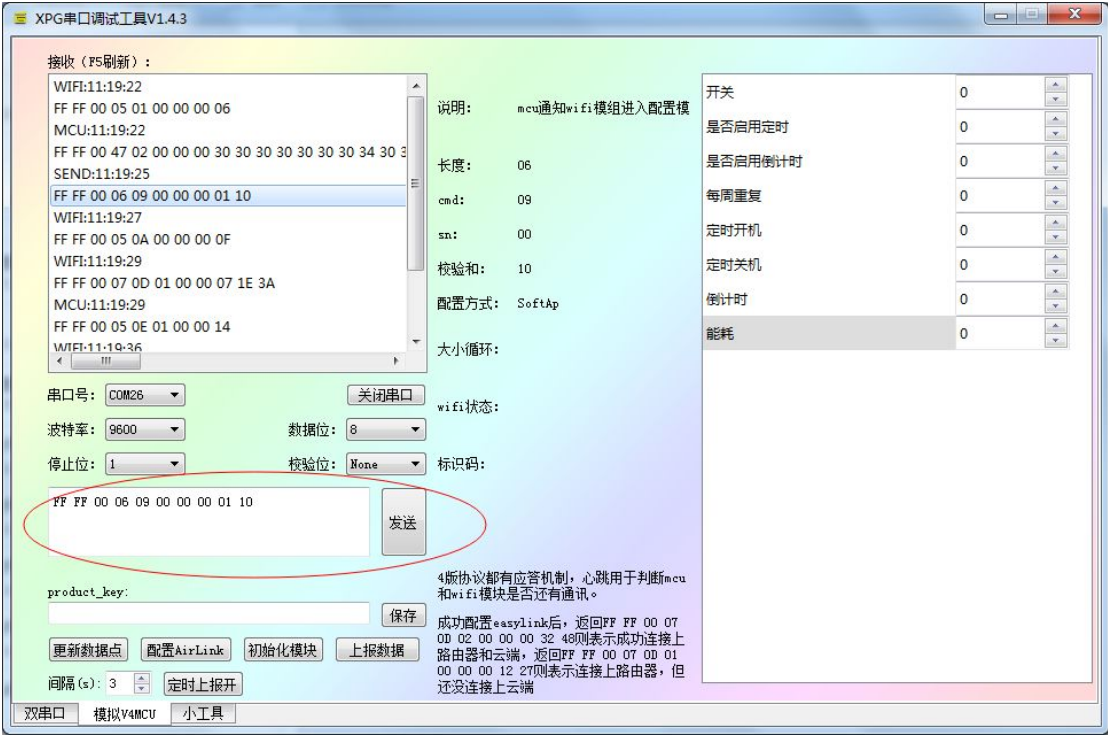 XPG串口调试工具V1.4.3
接收（F5刷新）:
WIFI:11:19:22
FF FF 00 05 01 00 00 00 06
MCU:11:19:22
FF FF 00 47 02 00 00 00 30 30 30 30 30 30 30 34 30 3
SEND:11:19:25
FF FF 00 06 09 00 00 00 01 10
WIFI:11:19:27
FF FF 00 05 0A 00 00 00 0F
WIFI:11:19:29
FF FF 00 07 0D 01 00 00 07 1E 3A
MCU:11:19:29
FF FF 00 05 0E 01 00 00 14
WIFI:11:19:36
串口号: COM26 关闭串口
波特率: 9600 数据位: 8
停止位: 1 校验位: None
FF FF 00 06 09 00 00 00 01 10
发送
product_key:
保存
更新数据点 配置AirLink 初始化模块 上报数据
间隔(s): 3 定时上报开
双串口 模拟V4MCU 小工具
说明: mcu通知wifi模组进入配置模
长度: 06
cmd: 09
sn: 00
校验和: 10
配置方式: SoftAp
大小循环:
wifi状态:
标识码:
4版协议都有应答机制，心跳用于判断mcu
和wifi模块是否还有通讯。
成功配置easylink后，返回FF FF 00 07
0D 02 00 00 00 32 48则表示成功连接上
路由器和云端，返回FF FF 00 07 0D 01
00 00 00 12 27则表示连接上路由器，但
还没连接上云端
开关 0
是否启用定时 0
是否启用倒计时 0
每周重复 0
定时开机 0
定时关机 0
倒计时 0
能耗 0